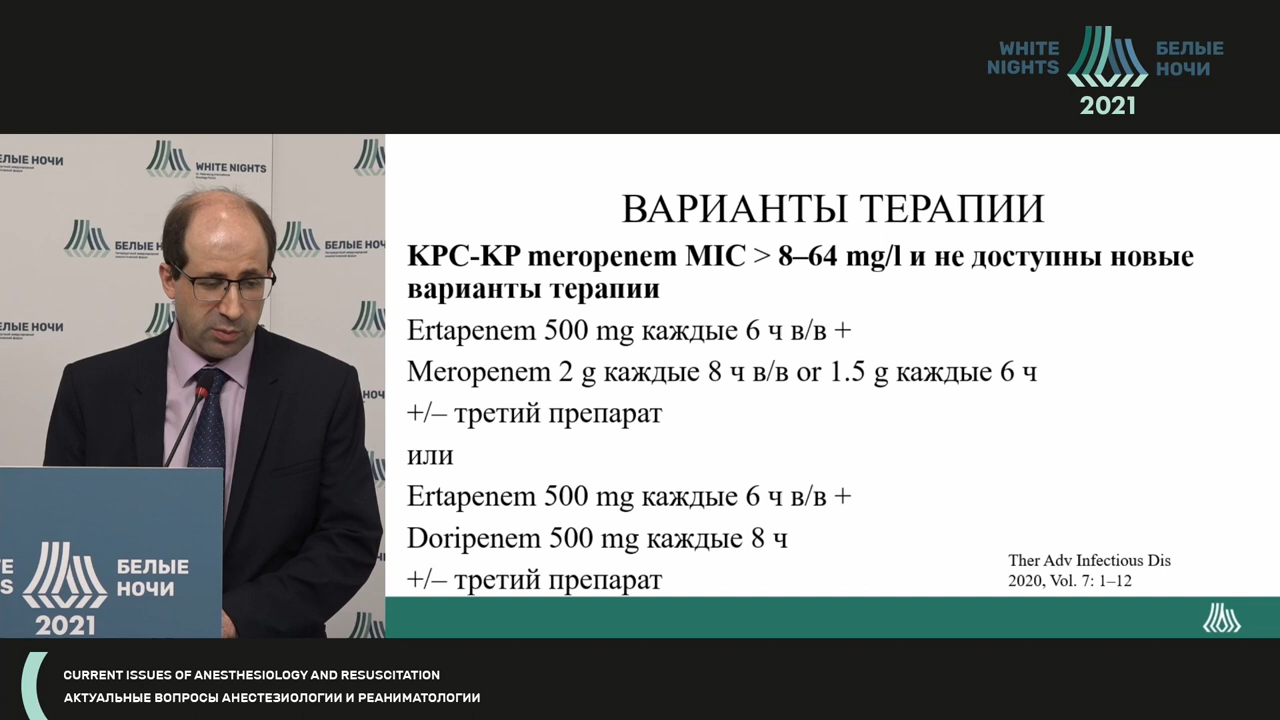 WHITE
NIGHTS
БЕЛЫЕ
НОЧИ
2021
ЕЛЫЕ НОЧИ
WHITE NIGHTS
БЕЛЫЕ Н
БЕЛЫЕ НОЧ
ЕЛЫЕ НОЧИ
БЕЛЫЕ
НОЧИ
2021
ВАРИАНТЫ ТЕРАПИИ
KPC-KP meropenem MIC > 8–64 mg/l и не доступны новые
варианты терапии
Ertapenem 500 mg каждые 6 ч в/в +
Meropenem 2 g каждые 8 ч в/в or 1.5 g каждые 6 ч
+/– третий препарат
или
Ertapenem 500 mg каждые 6 ч в/в +
Doripenem 500 mg каждые 8 ч
+/– третий препарат
Ther Adv Infectious Dis
2020, Vol. 7: 1–12
CURRENT ISSUES OF ANESTHESIOLOGY AND RESUSCITATION
АКТУАЛЬНЫЕ ВОПРОСЫ АНЕСТЕЗИОЛОГИИ И РЕАНИМАТОЛОГИИ